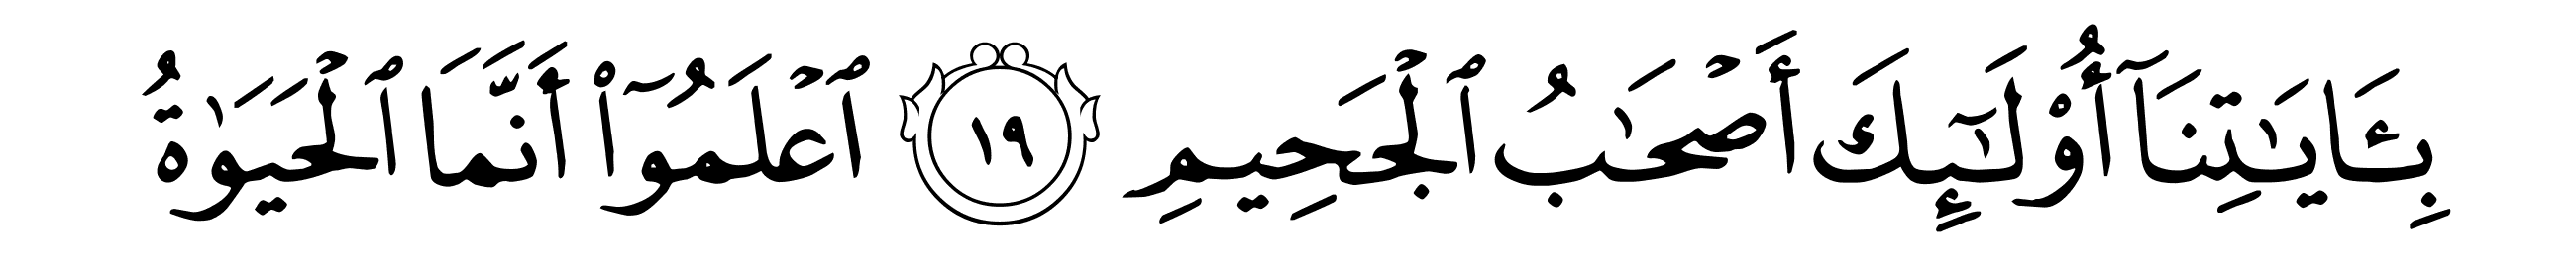 بِـَٔايَٰتِنَآ أُو۟لَٰٓئِكَ أَصْحَٰبُ ٱلْجَحِيمِ ١٩ ٱعْلَمُوٓا۟ أَنَّمَا ٱلْحَيَوٰةُ